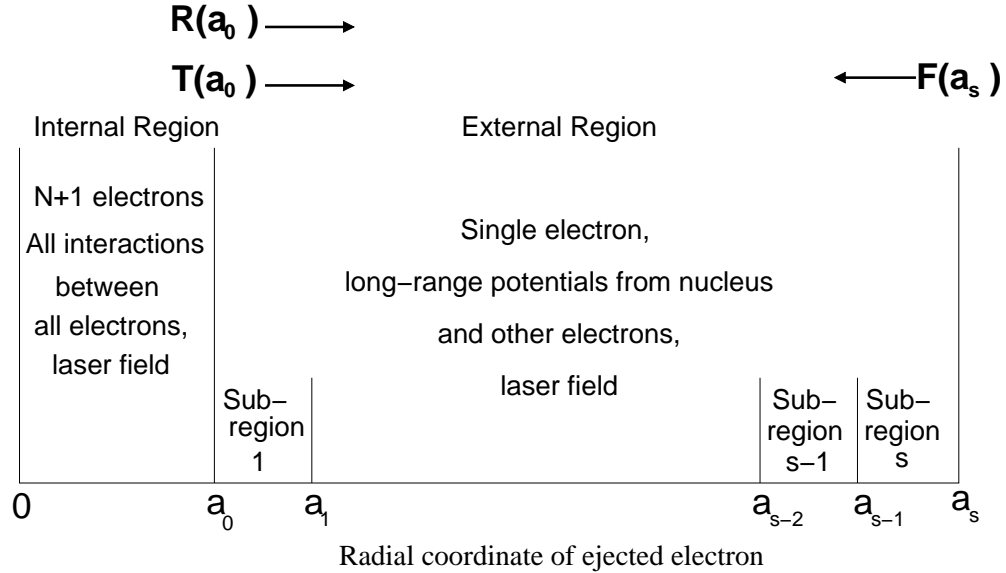 R(a₀)
T(a₀)
F(aₛ)
Internal Region
External Region
N+1 electrons
All interactions
between
all electrons,
laser field
Single electron,
long−range potentials from nucleus
and other electrons,
laser field
Sub−
region
1
Sub−
region
s−1
Sub−
region
s
0
a₀
a₁
aₛ₋₂
aₛ₋₁
aₛ
Radial coordinate of ejected electron